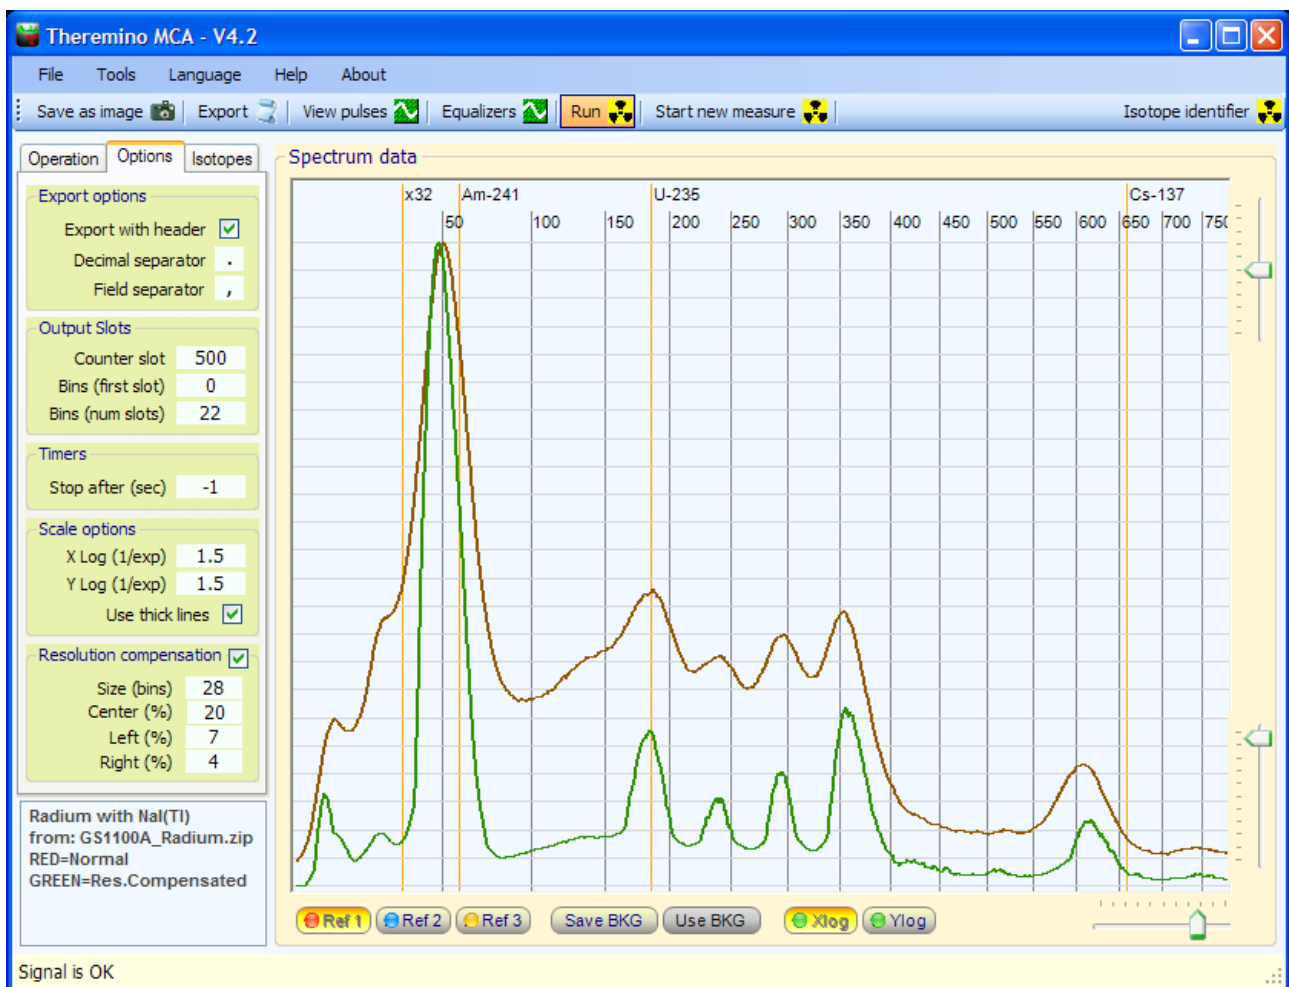 Theremino MCA - V4.2
File Tools Language Help About
Save as image Export View pulses Equalizers Run Start new measure Isotope identifier
Operation Options Isotopes
Export options
Export with header
Decimal separator .
Field separator ,
Output Slots
Counter slot 500
Bins (first slot) 0
Bins (num slots) 22
Timers
Stop after (sec) -1
Scale options
X Log (1/exp) 1.5
Y Log (1/exp) 1.5
Use thick lines
Resolution compensation
Size (bins) 28
Center (%) 20
Left (%) 7
Right (%) 4
Radium with NaI(Tl)
from: GS1100A_Radium.zip
RED=Normal
GREEN=Res.Compensated
Spectrum data
x32 Am-241 U-235 Cs-137
50 100 150 200 250 300 350 400 450 500 550 600 650 700 750
Ref 1 Ref 2 Ref 3 Save BKG Use BKG Xlog Ylog
Signal is OK